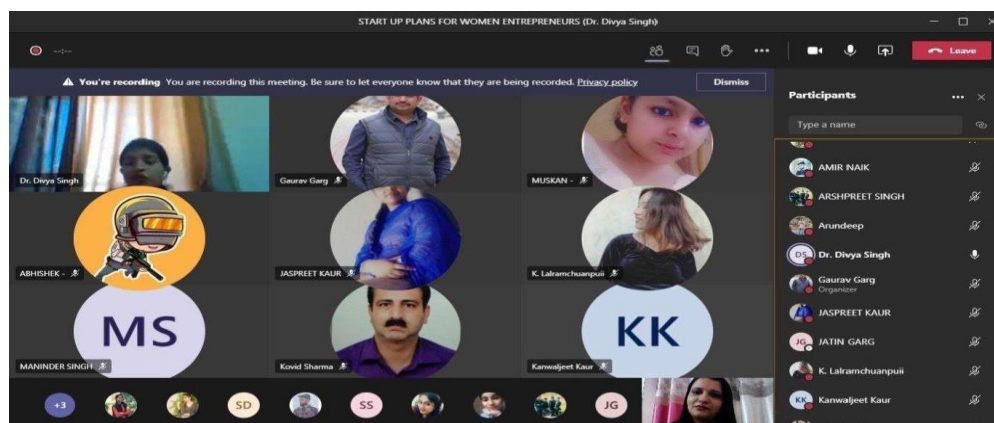 START UP PLANS FOR WOMEN ENTREPRENEURS (Dr. Divya Singh)
--:--
Leave
You're recording You are recording this meeting. Be sure to let everyone know that they are being recorded. Privacy policy
Dismiss
Participants
Type a name
Dr. Divya Singh
Gaurav Garg
MUSKAN -
ABHISHEK -
JASPREET KAUR
K. Lalramchuanpuii
MS
KK
MANINDER SINGH
Kovid Sharma
Kanwaljeet Kaur
+3
SD
SS
JG
AMIR NAIK
ARSHPREET SINGH
Arundeep
DS
Dr. Divya Singh
Gaurav Garg
Organizer
JASPREET KAUR
JG
JATIN GARG
K. Lalramchuanpuii
KK
Kanwaljeet Kaur